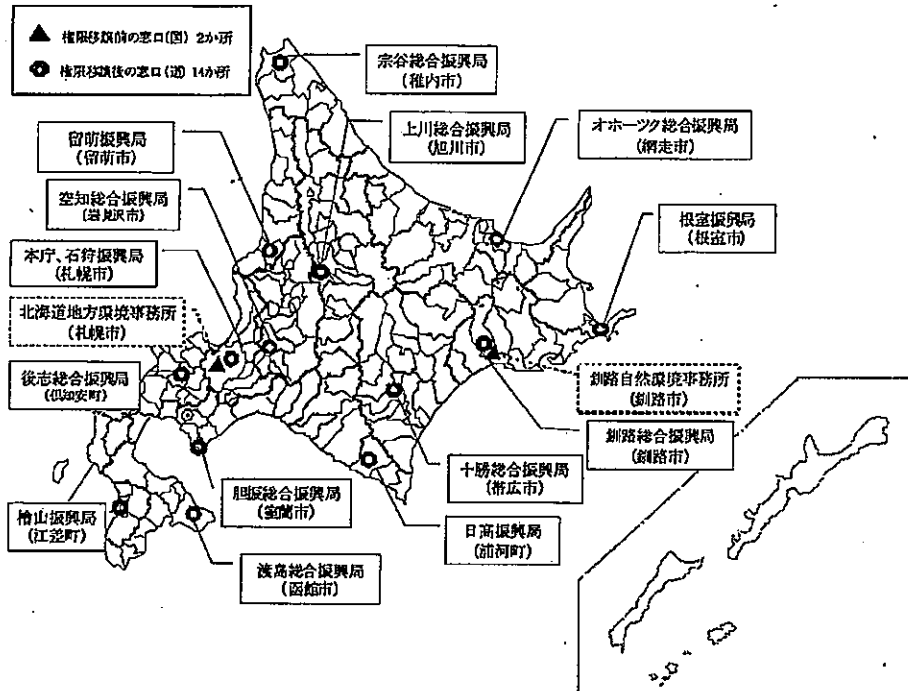 権限移譲前の窓口(国) 2か所
権限移譲後の窓口(道) 14か所
宗谷総合振興局
(稚内市)
上川総合振興局
(旭川市)
オホーツク総合振興局
(網走市)
留萌振興局
(留萌市)
空知総合振興局
(岩見沢市)
根室振興局
(根室市)
本庁、石狩振興局
(札幌市)
北海道地方環境事務所
(札幌市)
後志総合振興局
(倶知安町)
釧路自然環境事務所
(釧路市)
釧路総合振興局
(釧路市)
十勝総合振興局
(帯広市)
胆振総合振興局
(室蘭市)
檜山振興局
(江差町)
日高振興局
(浦河町)
渡島総合振興局
(函館市)